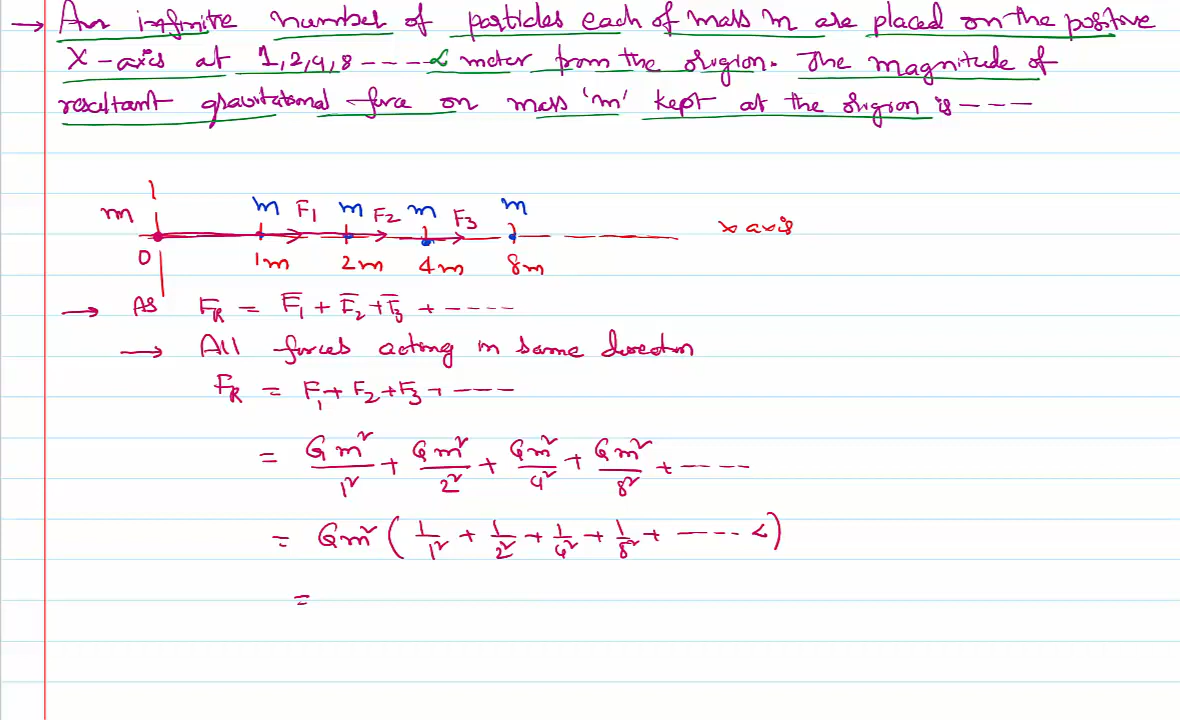 → An infinite number of particles each of mass m are placed on the positive
X-axis at 1,2,4,8 ---- ∝ meter from the origion. The magnitude of
resultant gravitational force on mass 'm' kept at the origion is ---
m m F₁ m F₂ m F₃ m x axis
0 1m 2m 4m 8m
→ As F_R = F̅₁ + F̅₂ + F̅₃ + ----
→ All forces acting in same direction
F_R = F₁ + F₂ + F₃ + ---
= Gm²/1² + Gm²/2² + Gm²/4² + Gm²/8² + ----
= Gm² ( 1/1² + 1/2² + 1/4² + 1/8² + ---- ∝ )
=